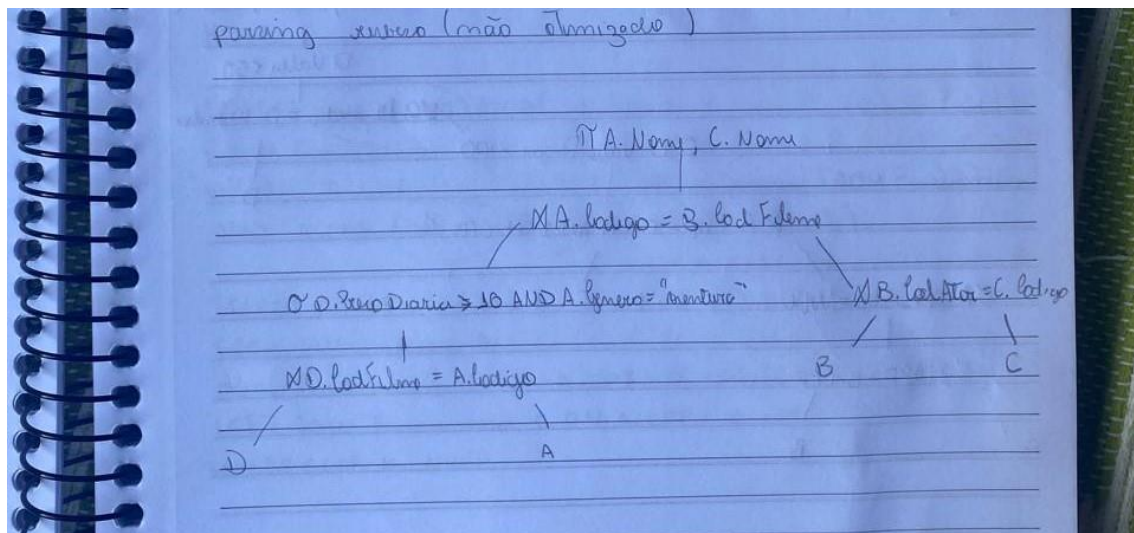 parsing (não otimizado)
π A. Nome, C. Nome
⋈ A. Codigo = B. Cod Filme
σ D. Preço Diaria > 10 AND A. Genero = "Aventura"
⋈ B. Cod Ator = C. Codigo
B C
⋈ D. Cod Filme = A. Codigo
D A